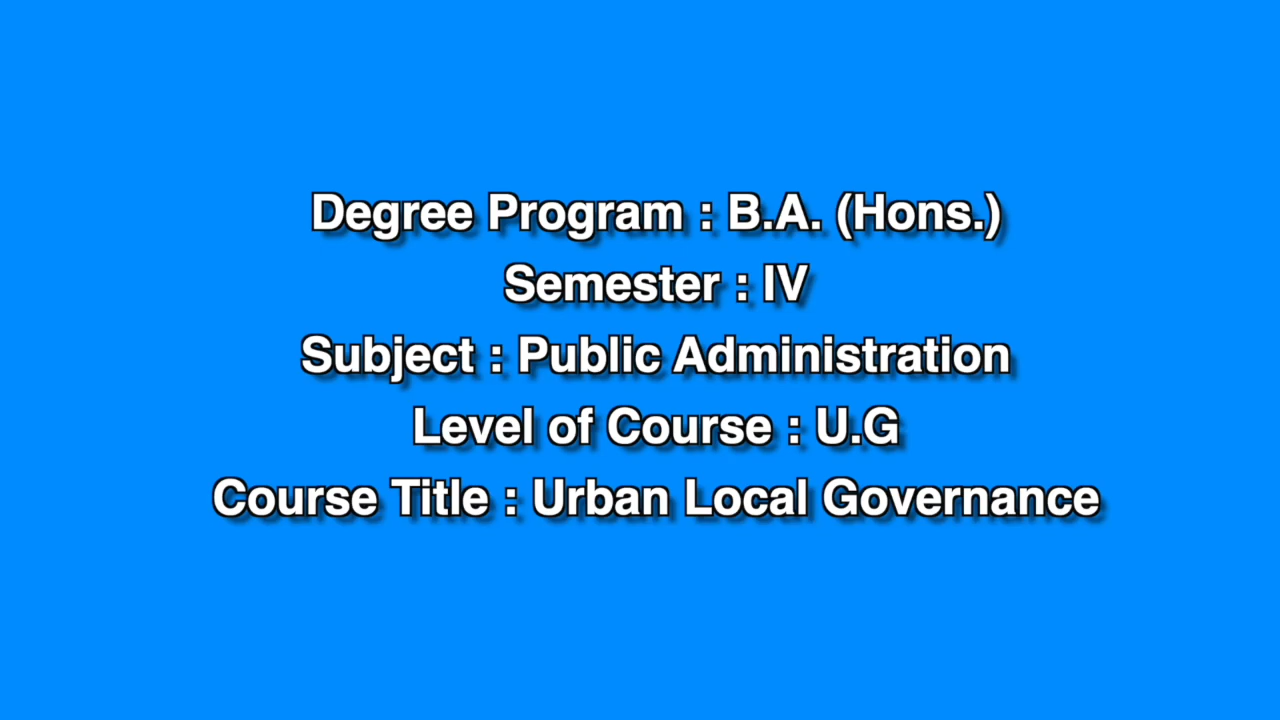 Degree Program : B.A. (Hons.)
Semester : IV
Subject : Public Administration
Level of Course : U.G
Course Title : Urban Local Governance